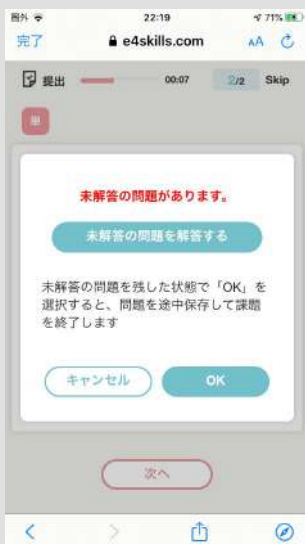 圏外 22:19 71%
完了 e4skills.com AA
提出 00:07 2/2 Skip
単
未解答の問題があります。
未解答の問題を解答する
未解答の問題を残した状態で「OK」を
選択すると、問題を途中保存して課題
を終了します
キャンセル OK
次へ